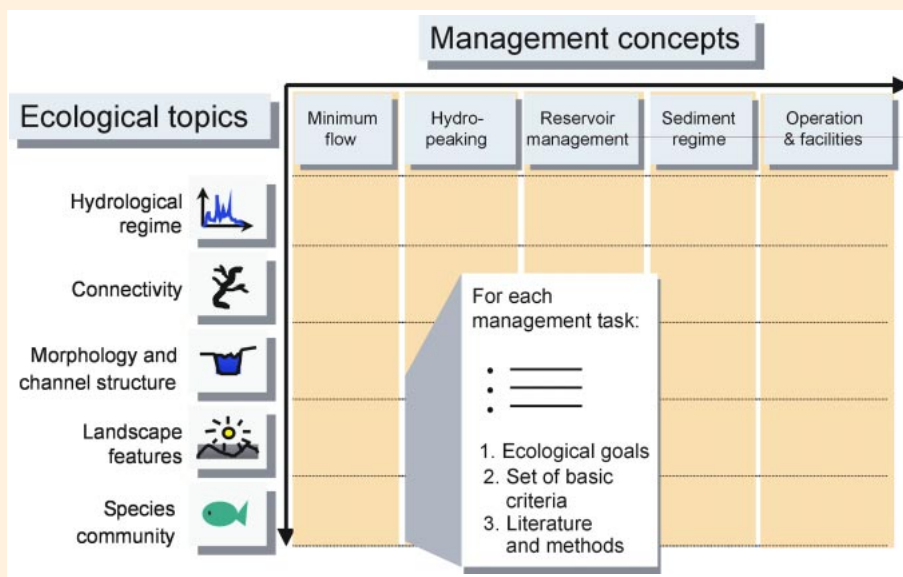 Management concepts
Ecological topics
Minimum
flow
Hydro-
peaking
Reservoir
management
Sediment
regime
Operation
& facilities
Hydrological
regime
Connectivity
Morphology and
channel structure
Landscape
features
Species
community
For each
management task:
1. Ecological goals
2. Set of basic
criteria
3. Literature
and methods